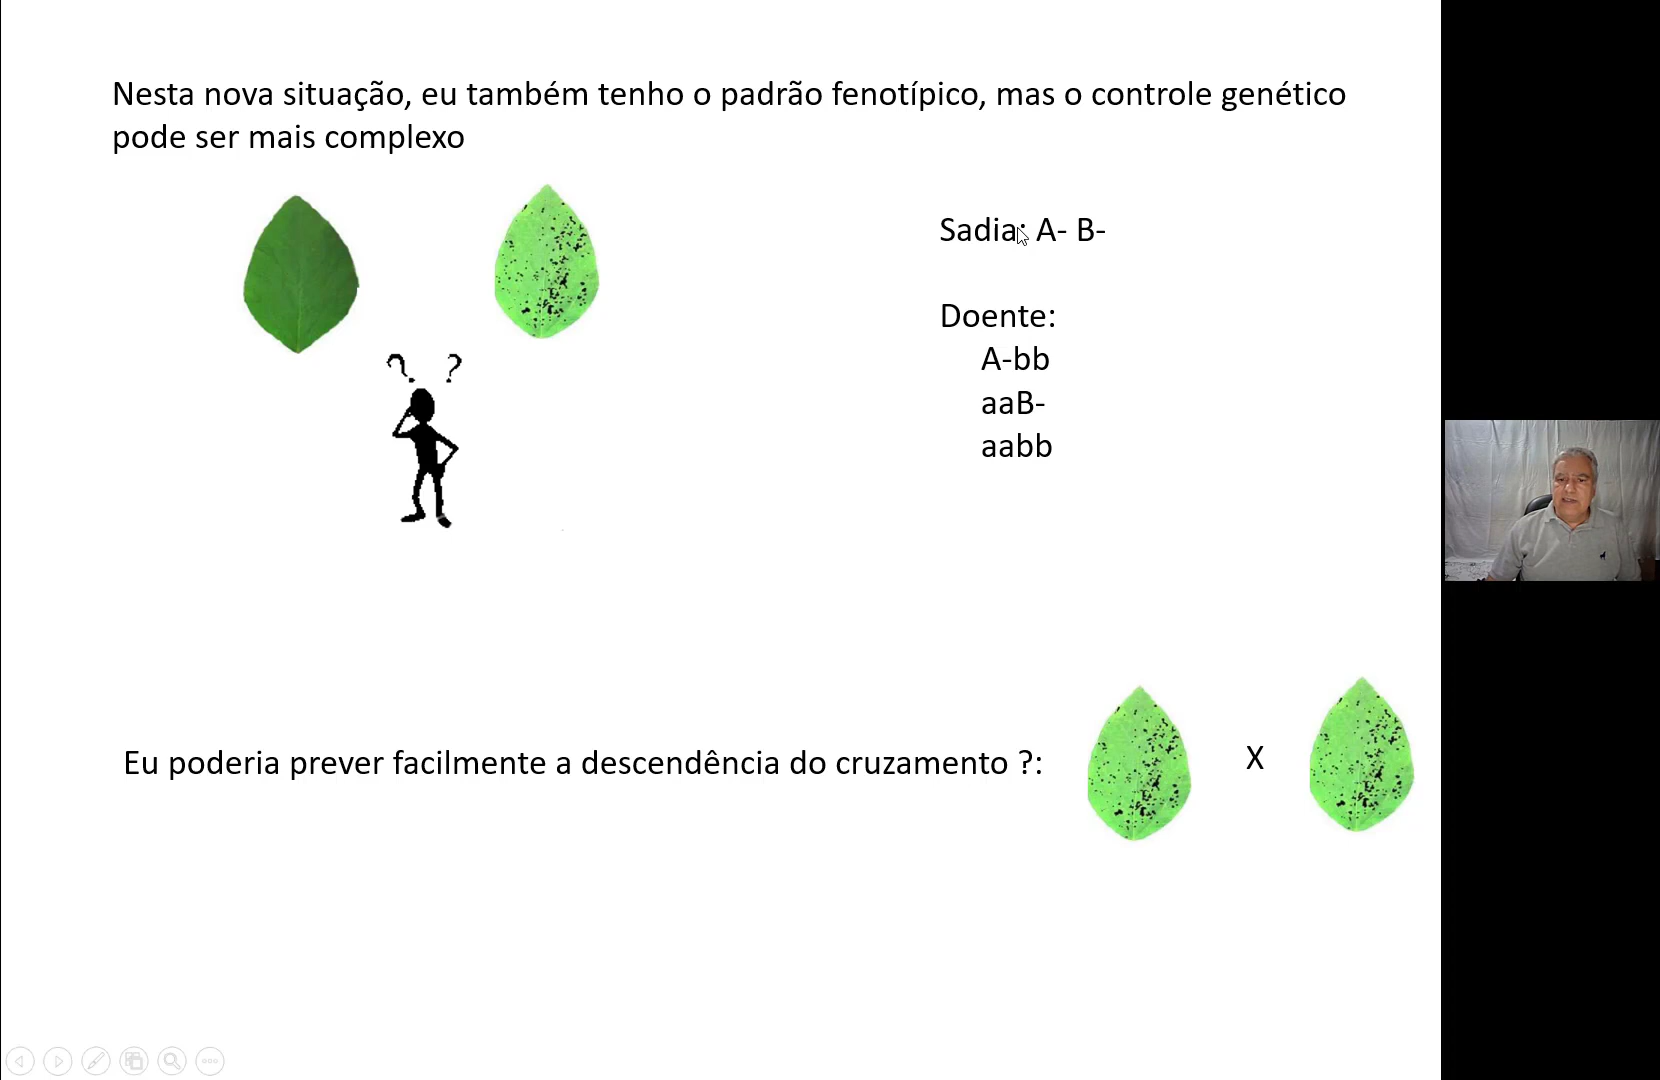 Nesta nova situação, eu também tenho o padrão fenotípico, mas o controle genético
pode ser mais complexo
Sadia: A- B-
Doente:
A-bb
aaB-
aabb
? ?
Eu poderia prever facilmente a descendência do cruzamento ?:
X